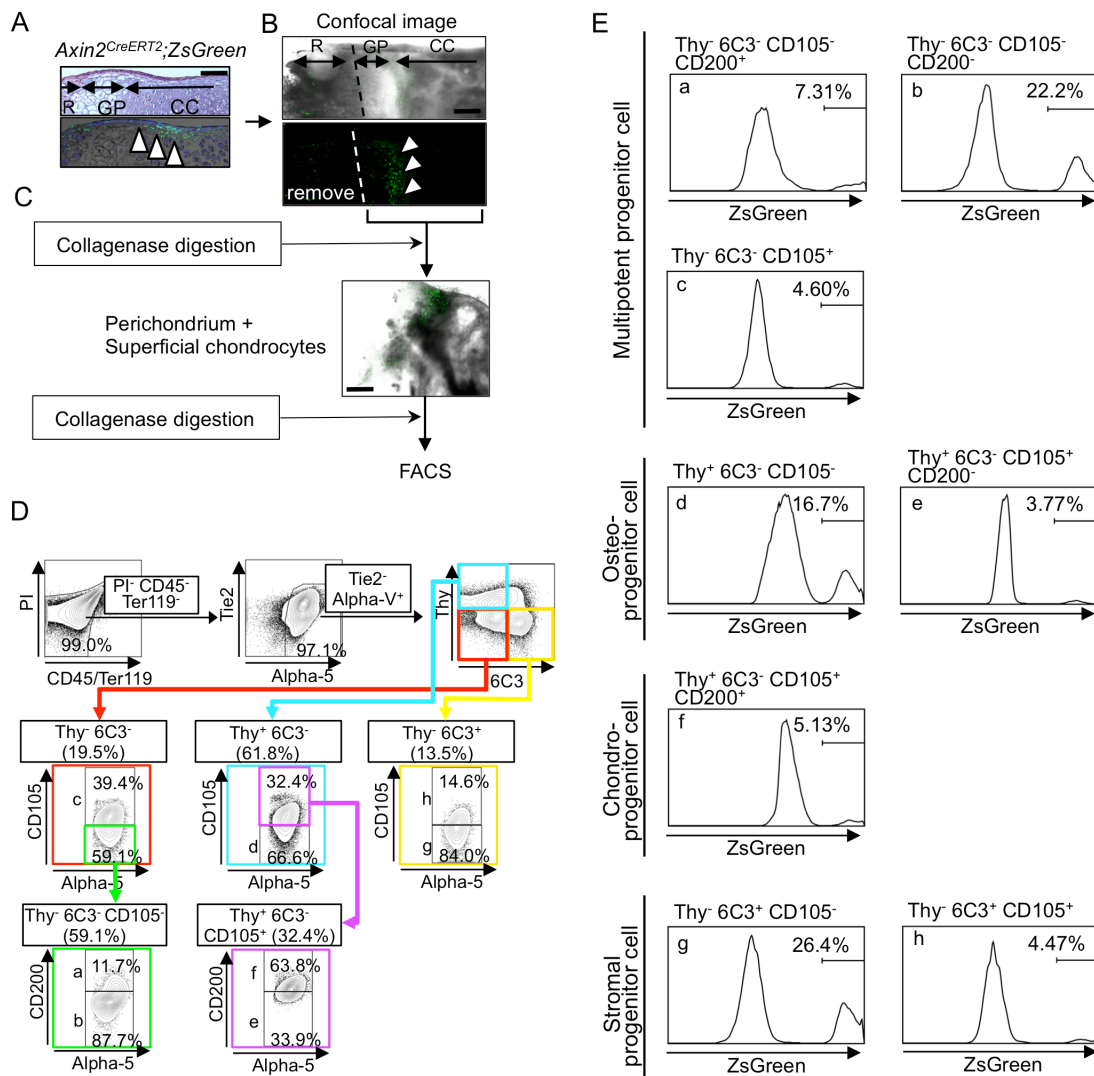 A
Axin2CreERT2;ZsGreen
R
GP
CC
B
Confocal image
R
GP
CC
remove
C
Collagenase digestion
Perichondrium +
Superficial chondrocytes
Collagenase digestion
FACS
D
PI
PI- CD45-
Ter119-
99.0%
CD45/Ter119
Tie2
Tie2-
Alpha-V+
97.1%
Alpha-5
Thy
6C3
Thy- 6C3-
(19.5%)
Thy+ 6C3-
(61.8%)
Thy- 6C3+
(13.5%)
CD105
39.4%
c
59.1%
Alpha-5
CD105
32.4%
d
66.6%
Alpha-5
CD105
14.6%
h
g
84.0%
Alpha-5
Thy- 6C3- CD105-
(59.1%)
Thy+ 6C3-
CD105+ (32.4%)
CD200
a
11.7%
b
87.7%
Alpha-5
CD200
f
63.8%
e
33.9%
Alpha-5
E
Multipotent progenitor cell
Thy- 6C3- CD105-
CD200+
a
7.31%
ZsGreen
Thy- 6C3- CD105-
CD200-
b
22.2%
ZsGreen
Thy- 6C3- CD105+
c
4.60%
ZsGreen
Osteo-
progenitor cell
Thy+ 6C3- CD105-
d
16.7%
ZsGreen
Thy+ 6C3- CD105+
CD200-
e
3.77%
ZsGreen
Chondro-
progenitor cell
Thy+ 6C3- CD105+
CD200+
f
5.13%
ZsGreen
Stromal
progenitor cell
Thy- 6C3+ CD105-
g
26.4%
ZsGreen
Thy- 6C3+ CD105+
h
4.47%
ZsGreen